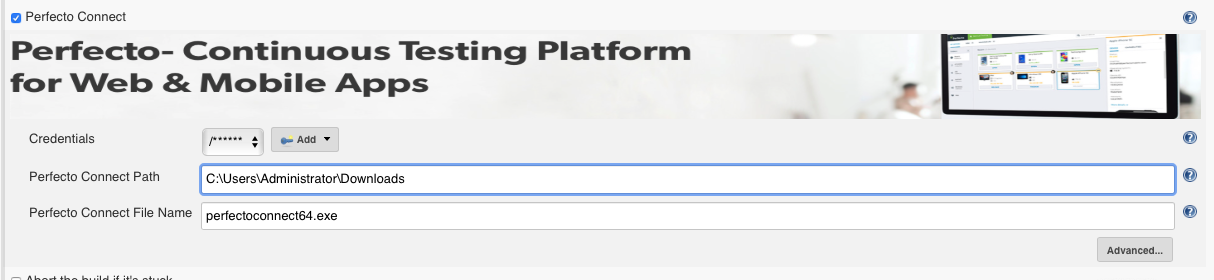 Perfecto Connect
Perfecto- Continuous Testing Platform
for Web & Mobile Apps
Credentials
/******
Add
Perfecto Connect Path
C:\Users\Administrator\Downloads
Perfecto Connect File Name
perfectoconnect64.exe
Advanced...
Abort the build if it's stuck